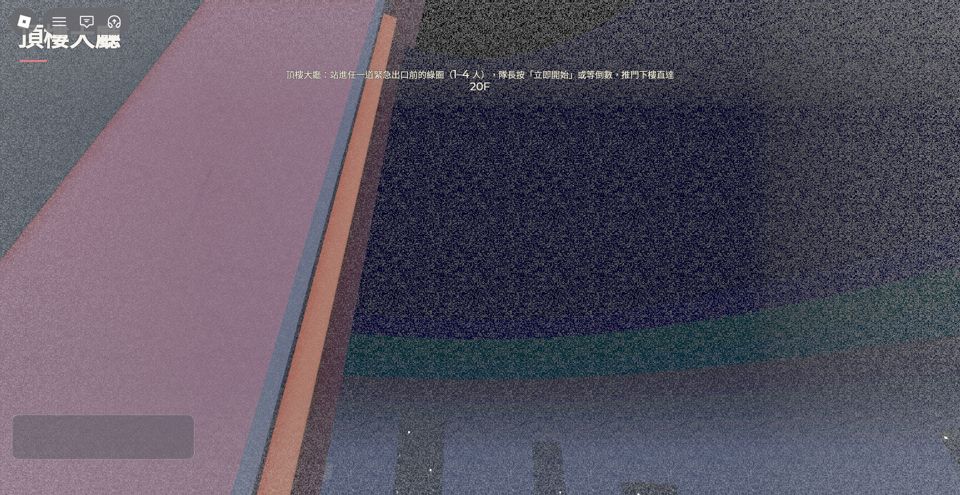 頂樓大廳
頂樓大廳：站進任一道緊急出口前的綠圈（1–4 人），隊長按「立即開始」或等倒數，推門下樓直達
20F